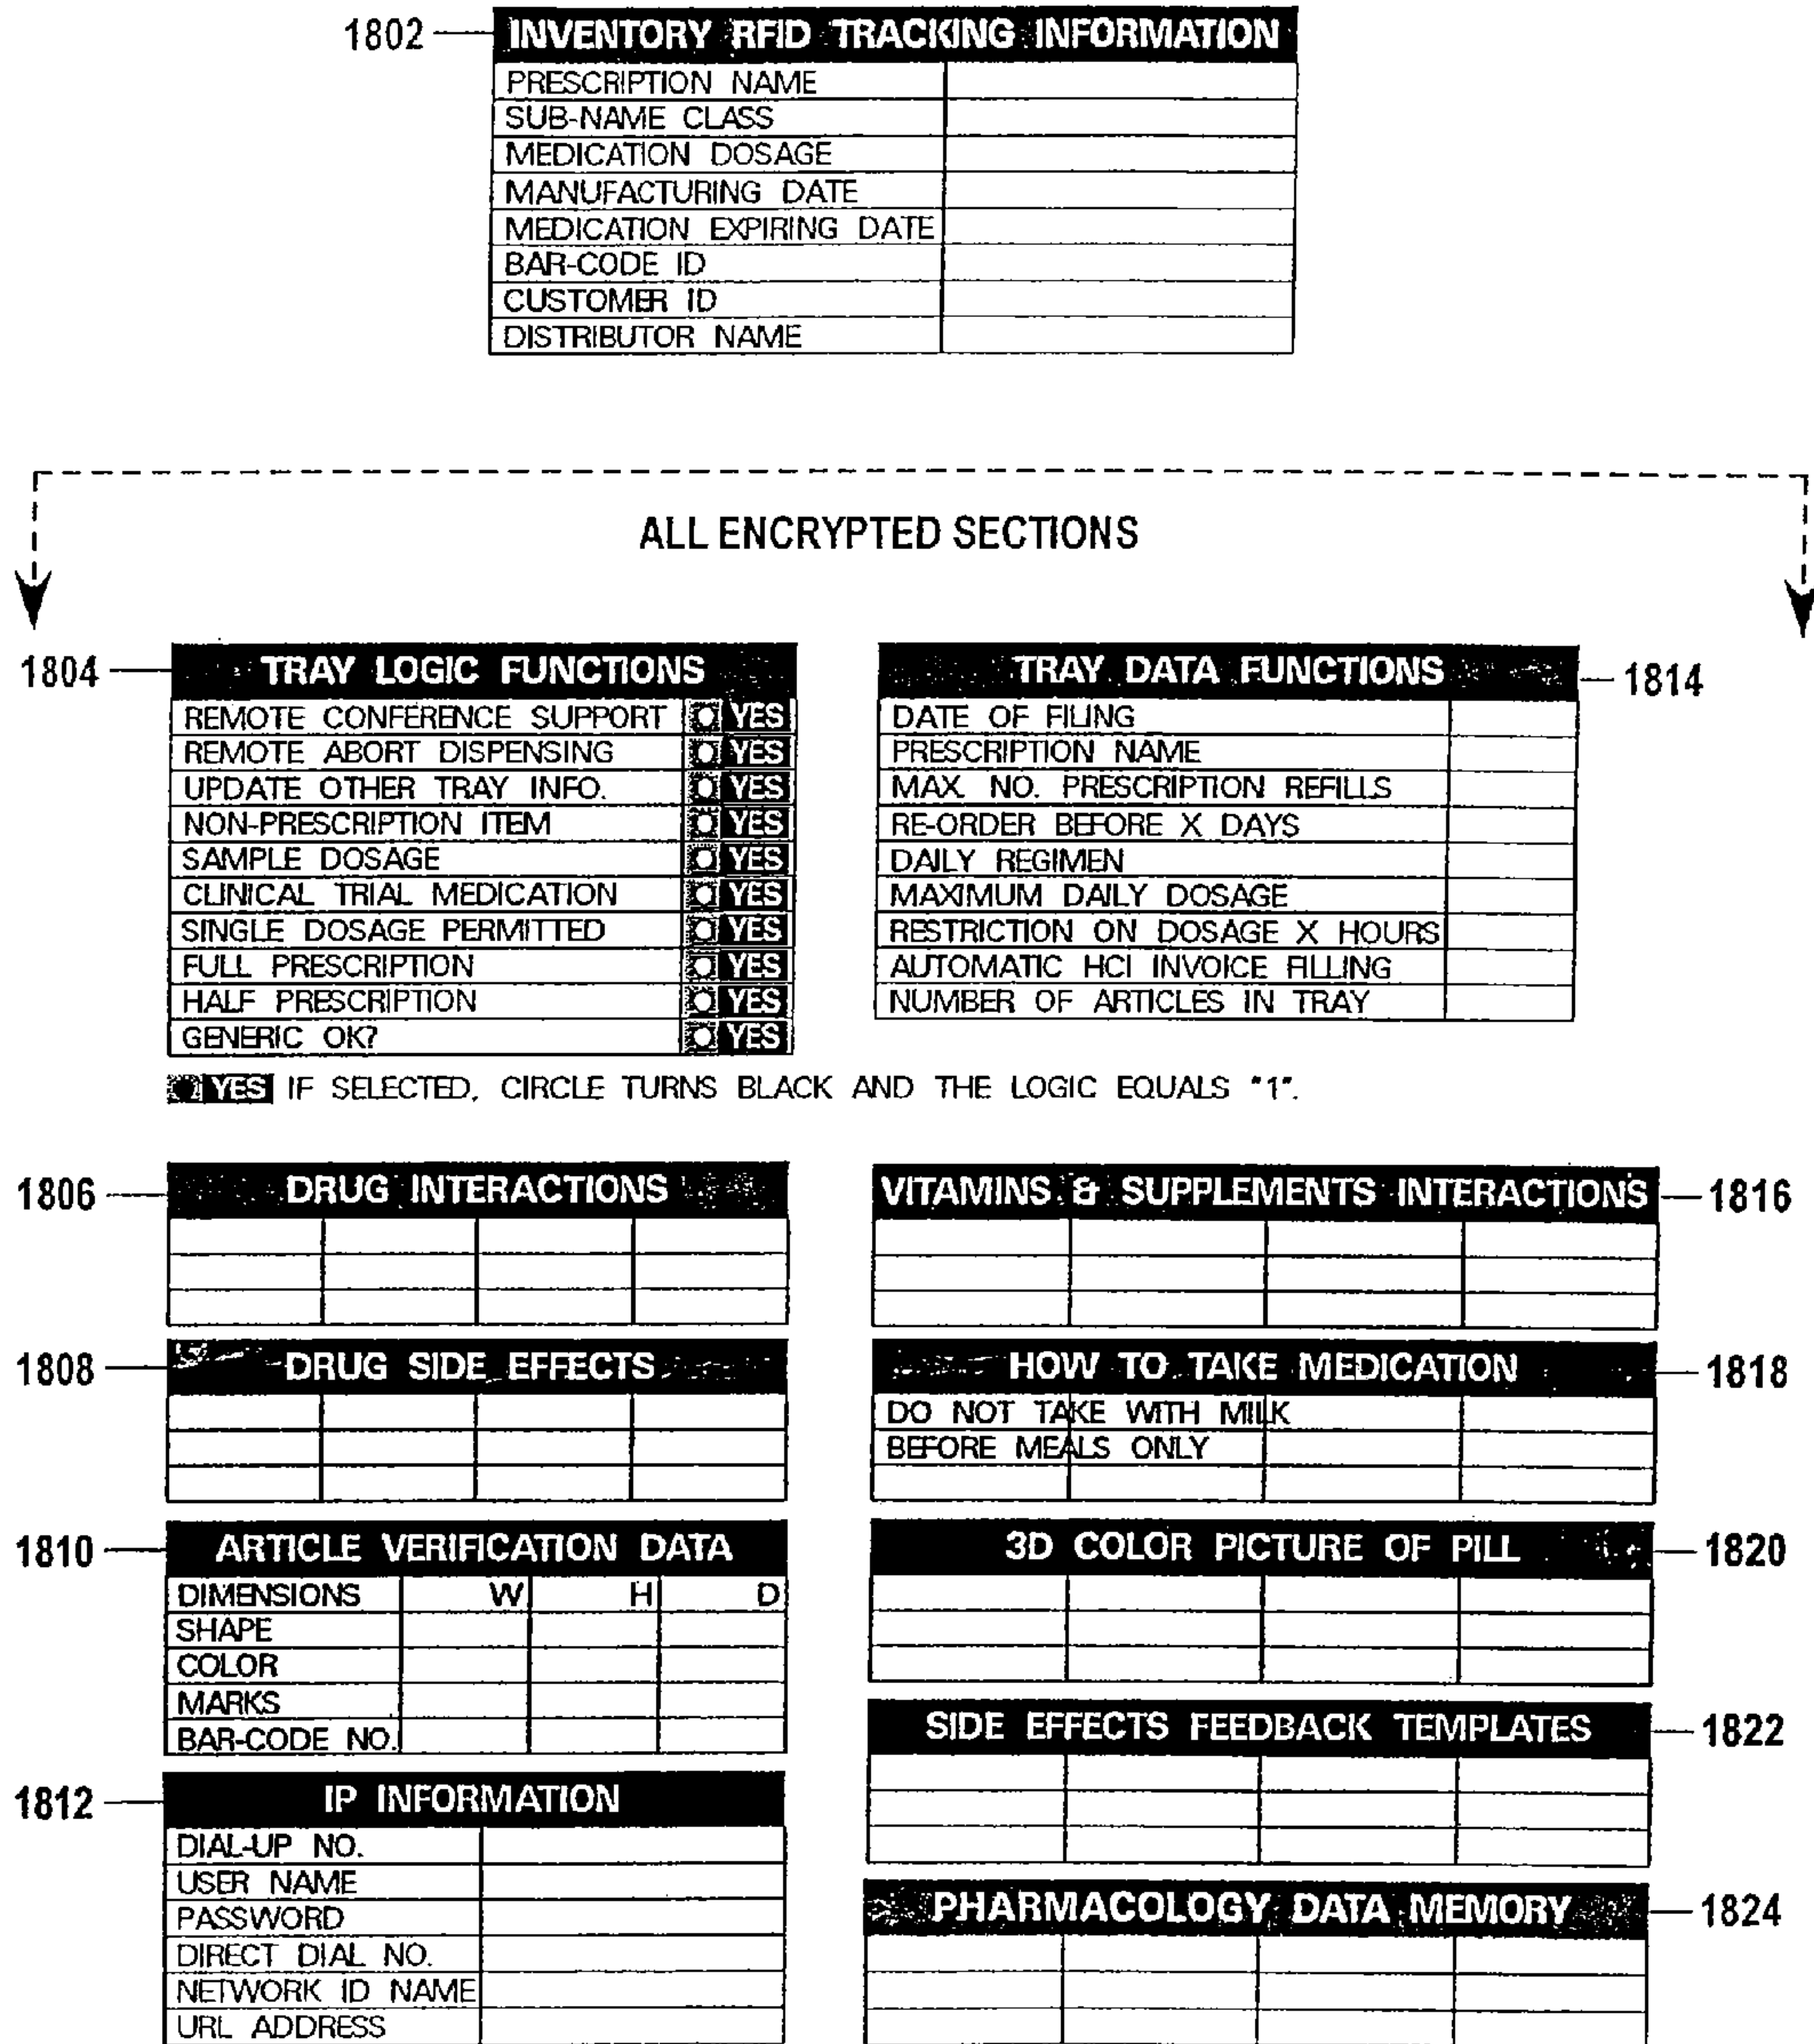 1802
INVENTORY RFID TRACKING INFORMATION
PRESCRIPTION NAME
SUB-NAME CLASS
MEDICATION DOSAGE
MANUFACTURING DATE
MEDICATION EXPIRING DATE
BAR-CODE ID
CUSTOMER ID
DISTRIBUTOR NAME
ALL ENCRYPTED SECTIONS
1804
TRAY LOGIC FUNCTIONS
REMOTE CONFERENCE SUPPORT YES
REMOTE ABORT DISPENSING YES
UPDATE OTHER TRAY INFO. YES
NON-PRESCRIPTION ITEM YES
SAMPLE DOSAGE YES
CLINICAL TRIAL MEDICATION YES
SINGLE DOSAGE PERMITTED YES
FULL PRESCRIPTION YES
HALF PRESCRIPTION YES
GENERIC OK? YES
TRAY DATA FUNCTIONS
1814
DATE OF FILING
PRESCRIPTION NAME
MAX. NO. PRESCRIPTION REFILLS
RE-ORDER BEFORE X DAYS
DAILY REGIMEN
MAXIMUM DAILY DOSAGE
RESTRICTION ON DOSAGE X HOURS
AUTOMATIC HCI INVOICE FILLING
NUMBER OF ARTICLES IN TRAY
YES IF SELECTED, CIRCLE TURNS BLACK AND THE LOGIC EQUALS "1".
1806
DRUG INTERACTIONS
VITAMINS & SUPPLEMENTS INTERACTIONS
1816
1808
DRUG SIDE EFFECTS
HOW TO TAKE MEDICATION
1818
DO NOT TAKE WITH MILK
BEFORE MEALS ONLY
1810
ARTICLE VERIFICATION DATA
DIMENSIONS W H D
SHAPE
COLOR
MARKS
BAR-CODE NO.
3D COLOR PICTURE OF PILL
1820
SIDE EFFECTS FEEDBACK TEMPLATES
1822
1812
IP INFORMATION
DIAL-UP NO.
USER NAME
PASSWORD
DIRECT DIAL NO.
NETWORK ID NAME
URL ADDRESS
PHARMACOLOGY DATA MEMORY
1824